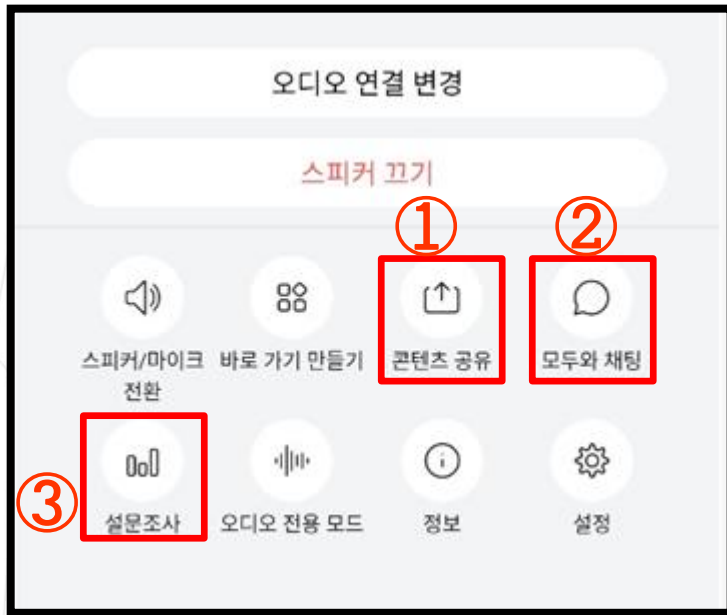 오디오 연결 변경
스피커 끄기
① ②
스피커/마이크 바로 가기 만들기 콘텐츠 공유 모두와 채팅
전환
③
설문조사 오디오 전용 모드 정보 설정